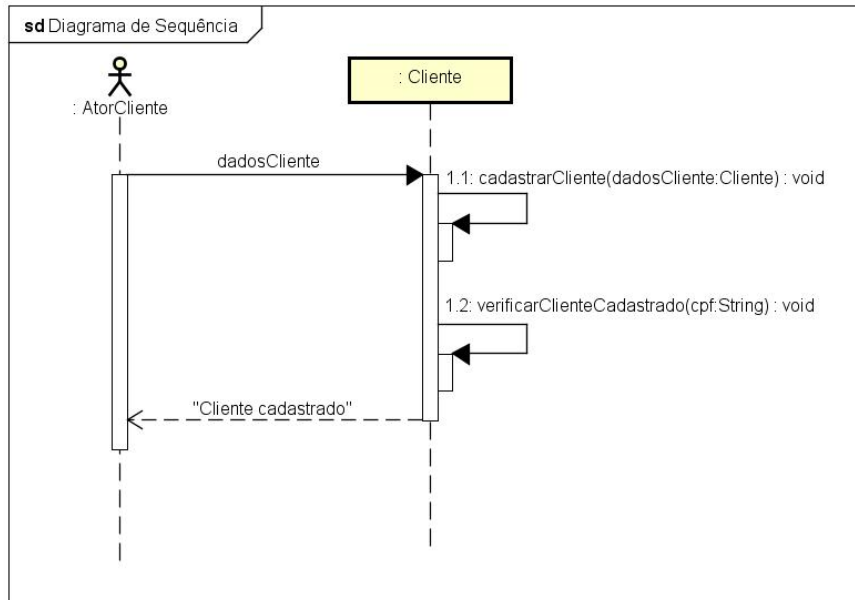 sd Diagrama de Sequência
: AtorCliente
: Cliente
dadosCliente
1.1: cadastrarCliente(dadosCliente:Cliente) : void
1.2: verificarClienteCadastrado(cpf:String) : void
"Cliente cadastrado"